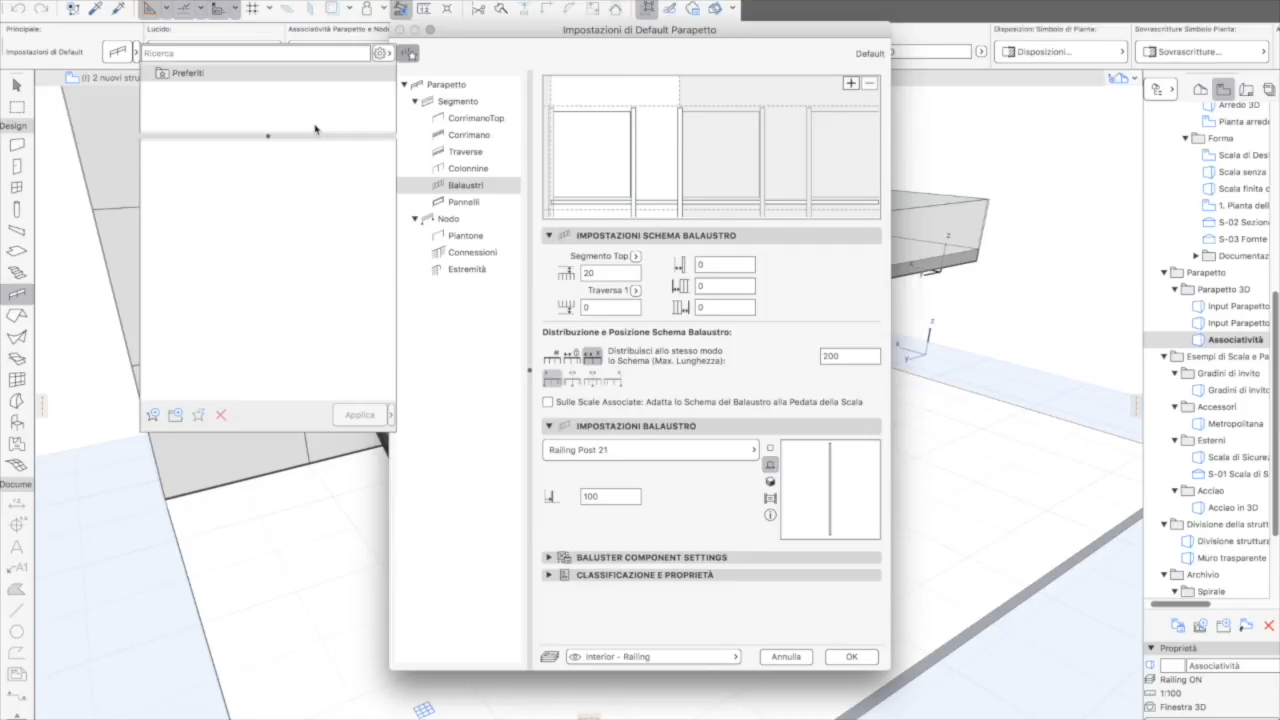 Impostazioni di Default Parapetto
Principale:
Lucido:
Associatività Parapetto e Nodo
Disposizioni Simbolo di Pianta:
Sovrascritture Simbolo Pianta:
Impostazioni di Default
Ricerca
Default
Disposizioni...
Sovrascritture...
Preferiti
(!) 2 nuovi stru
Design
Docume
Applica
Parapetto
Segmento
CorrimanoTop
Corrimano
Traverse
Colonnine
Balaustri
Pannelli
Nodo
Piantone
Connessioni
Estremità
IMPOSTAZIONI SCHEMA BALAUSTRO
Segmento Top
20
Traversa 1
0
0
0
0
Distribuzione e Posizione Schema Balaustro:
Distribuisci allo stesso modo
lo Schema (Max. Lunghezza):
200
Sulle Scale Associate: Adatta lo Schema del Balaustro alla Pedata della Scala
IMPOSTAZIONI BALAUSTRO
Railing Post 21
100
BALUSTER COMPONENT SETTINGS
CLASSIFICAZIONE E PROPRIETÀ
Interior - Railing
Annulla
OK
Arredo 3D
Pianta arred
Forma
Scala di Des
Scala senza
Scala finita c
1. Pianta dell
S-02 Sezione
S-03 Fornte
Documentaz
Parapetto
Parapetto 3D
Input Parapetto
Input Parapetto
Associatività
Esempi di Scala e Pa
Gradini di invito
Gradini di invito
Accessori
Metropolitana
Esterni
Scala di Sicure
S-01 Scala di S
Acciao
Acciao in 3D
Divisione della strutt
Divisione struttura
Muro trasparente
Archivio
Spirale
Proprietà
Associatività
Railing ON
1:100
Finestra 3D